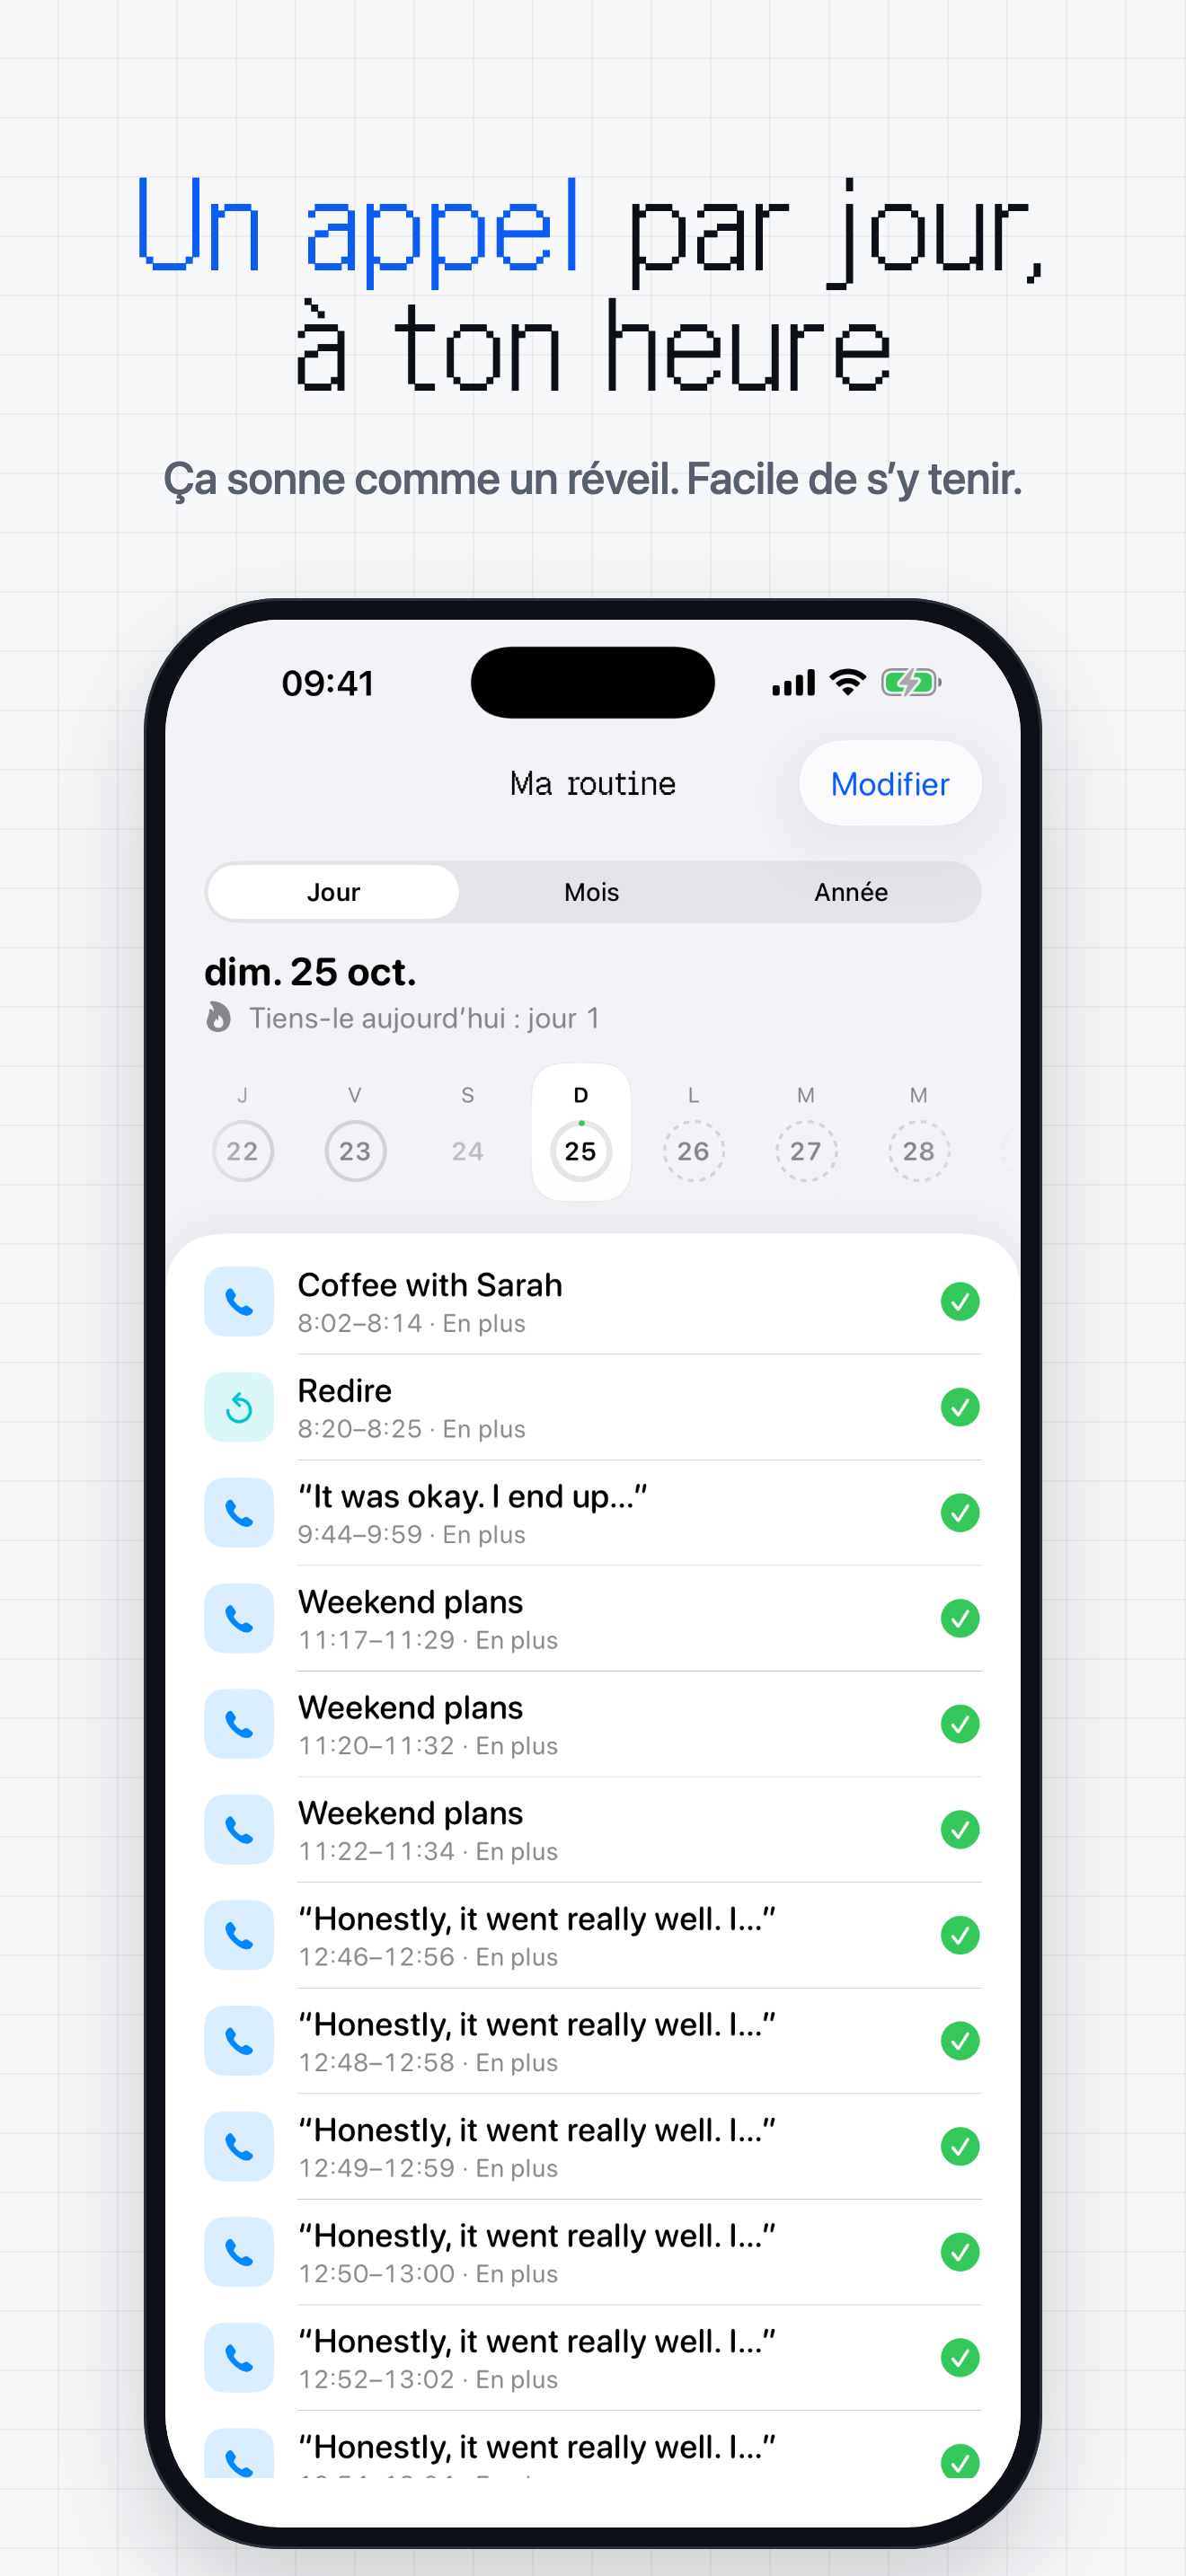 Un appel par jour,
à ton heure
Ça sonne comme un réveil. Facile de s’y tenir.
09:41
Ma routine
Modifier
Jour Mois Année
dim. 25 oct.
Tiens-le aujourd’hui : jour 1
J V S D L M M
22 23 24 25 26 27 28
Coffee with Sarah
8:02–8:14 · En plus
Redire
8:20–8:25 · En plus
“It was okay. I end up...”
9:44–9:59 · En plus
Weekend plans
11:17–11:29 · En plus
Weekend plans
11:20–11:32 · En plus
Weekend plans
11:22–11:34 · En plus
“Honestly, it went really well. I...”
12:46–12:56 · En plus
“Honestly, it went really well. I...”
12:48–12:58 · En plus
“Honestly, it went really well. I...”
12:49–12:59 · En plus
“Honestly, it went really well. I...”
12:50–13:00 · En plus
“Honestly, it went really well. I...”
12:52–13:02 · En plus
“Honestly, it went really well. I...”